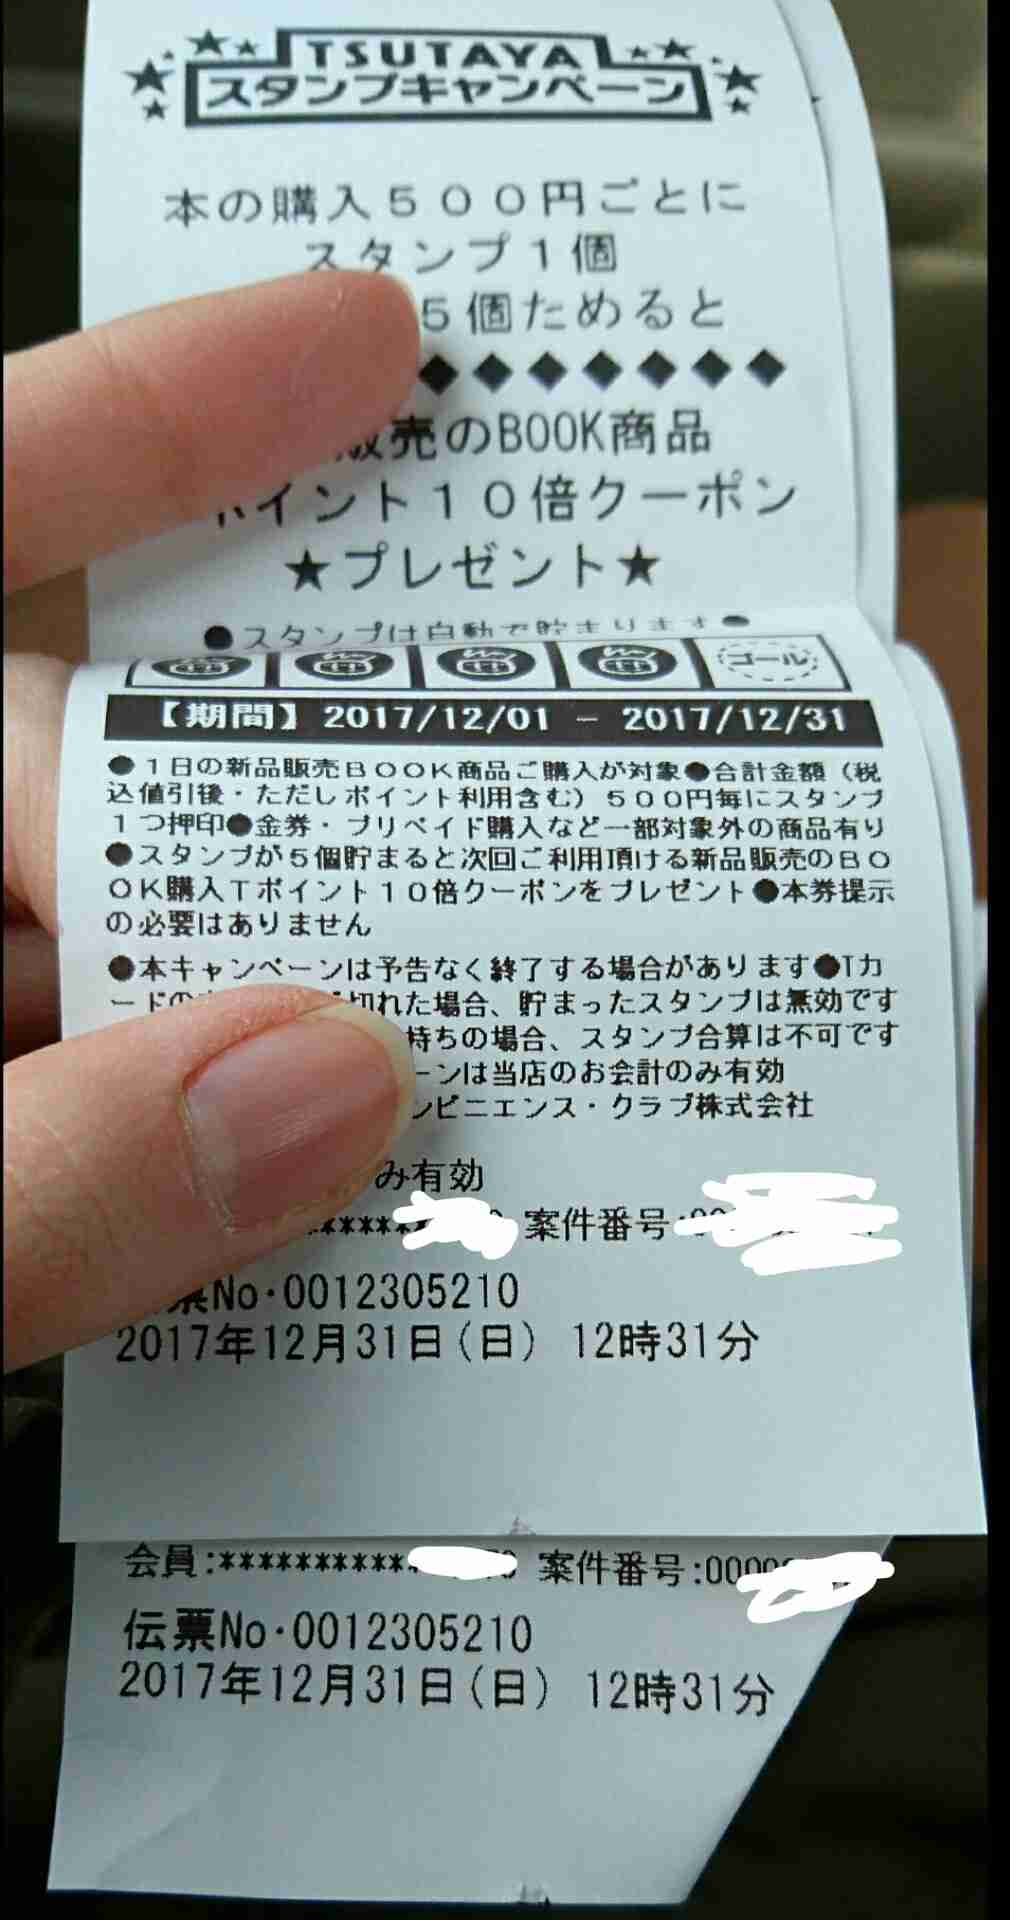 TSUTAYA
スタンプキャンペーン
本の購入500円ごとに
スタンプ1個
5個ためると
◆◆◆◆◆◆◆
販売のBOOK商品
ポイント10倍クーポン
★プレゼント★
●スタンプは自動で貯まります●
ゴール
【期間】2017/12/01 - 2017/12/31
●1日の新品販売BOOK商品ご購入が対象●合計金額(税
込値引後・ただしポイント利用含む)500円毎にスタンプ
1つ押印●金券・プリペイド購入など一部対象外の商品有り
●スタンプが5個貯まると次回ご利用頂ける新品販売のBO
OK購入Tポイント10倍クーポンをプレゼント●本券提示
の必要はありません
●本キャンペーンは予告なく終了する場合があります●Tカ
ードの 切れた場合、貯まったスタンプは無効です
持ちの場合、スタンプ合算は不可です
ーンは当店のお会計のみ有効
ンビニエンス・クラブ株式会社
み有効
****** 案件番号:
票No・0012305210
2017年12月31日(日) 12時31分
会員:*********** 案件番号:000
伝票No・0012305210
2017年12月31日(日) 12時31分